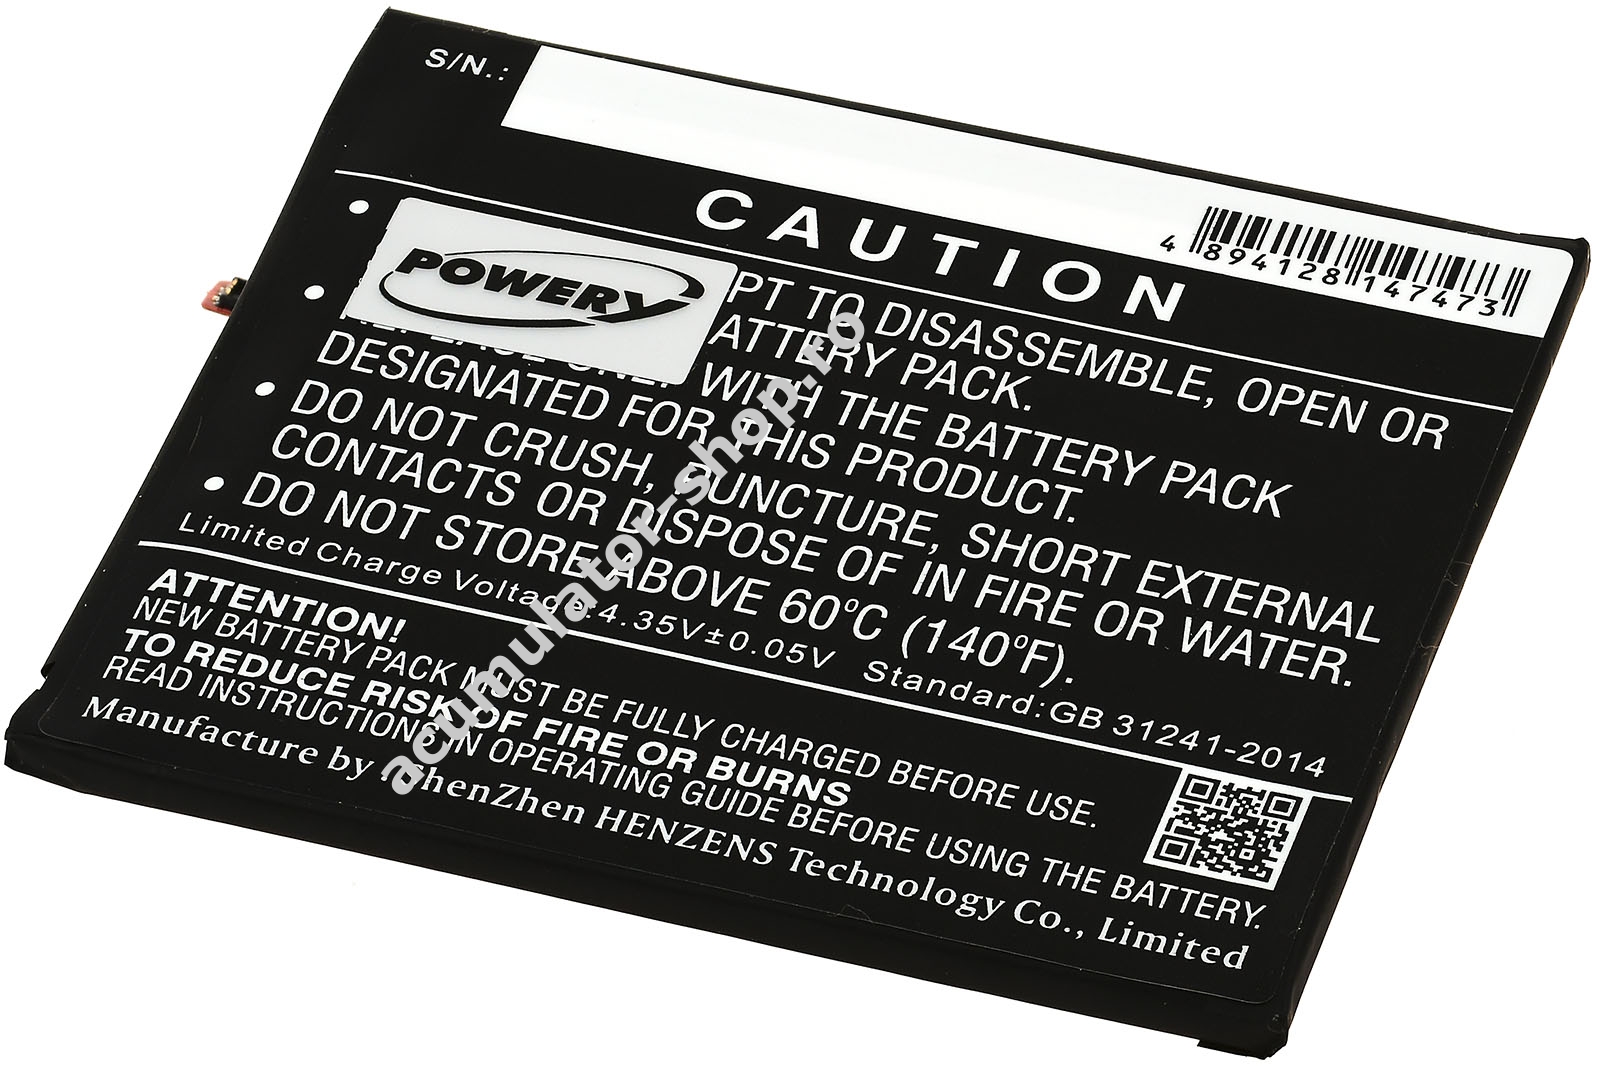 S/N.:
4 894128 147473
CAUTION
POWERY
PT TO DISASSEMBLE, OPEN OR
ATTERY PACK.
WITH THE BATTERY PACK
DESIGNATED FOR THIS PRODUCT.
DO NOT CRUSH, PUNCTURE, SHORT EXTERNAL
CONTACTS OR DISPOSE OF IN FIRE OR WATER.
DO NOT STORE ABOVE 60°C (140°F).
Limited Charge Voltage:4.35V±0.05V Standard:GB 31241-2014
ATTENTION!
NEW BATTERY PACK MUST BE FULLY CHARGED BEFORE USE.
TO REDUCE RISK OF FIRE OR BURNS
READ INSTRUCTIONS IN OPERATING GUIDE BEFORE USING THE BATTERY.
Manufacture by ShenZhen HENZENS Technology Co., Limited
acumulator-shop.ro